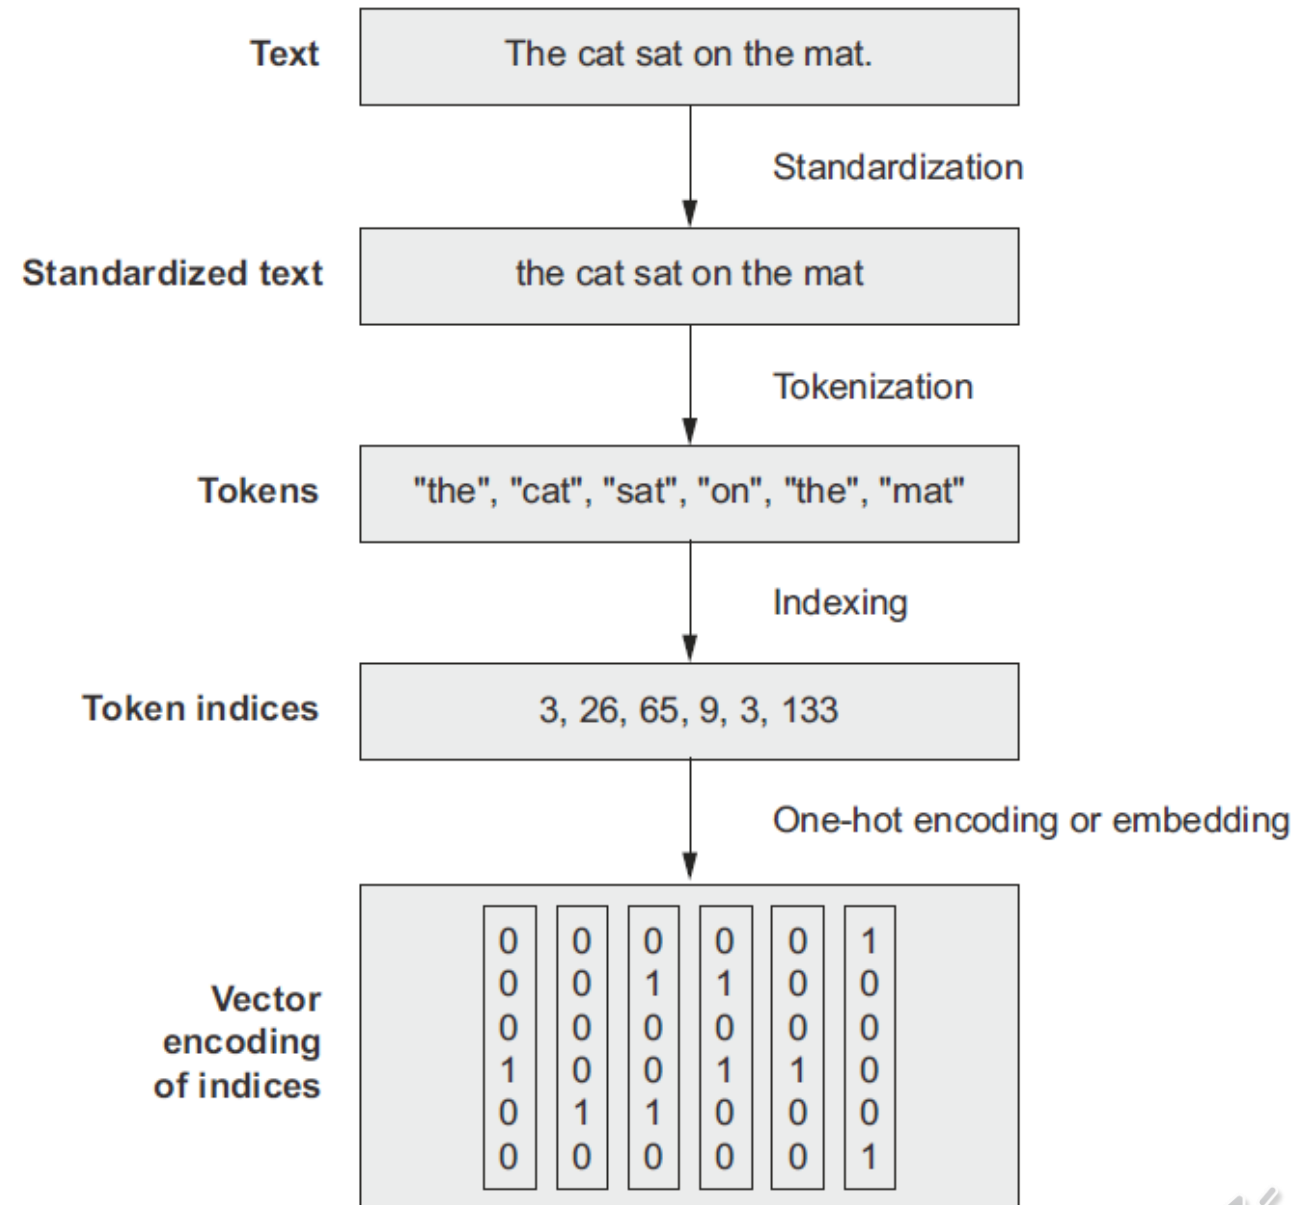 Text
The cat sat on the mat.
Standardization
Standardized text
the cat sat on the mat
Tokenization
Tokens
"the", "cat", "sat", "on", "the", "mat"
Indexing
Token indices
3, 26, 65, 9, 3, 133
One-hot encoding or embedding
Vector
encoding
of indices
0 0 0 0 0 1
0 0 1 1 0 0
0 0 0 0 0 0
1 0 0 1 1 0
0 1 1 0 0 0
0 0 0 0 0 1